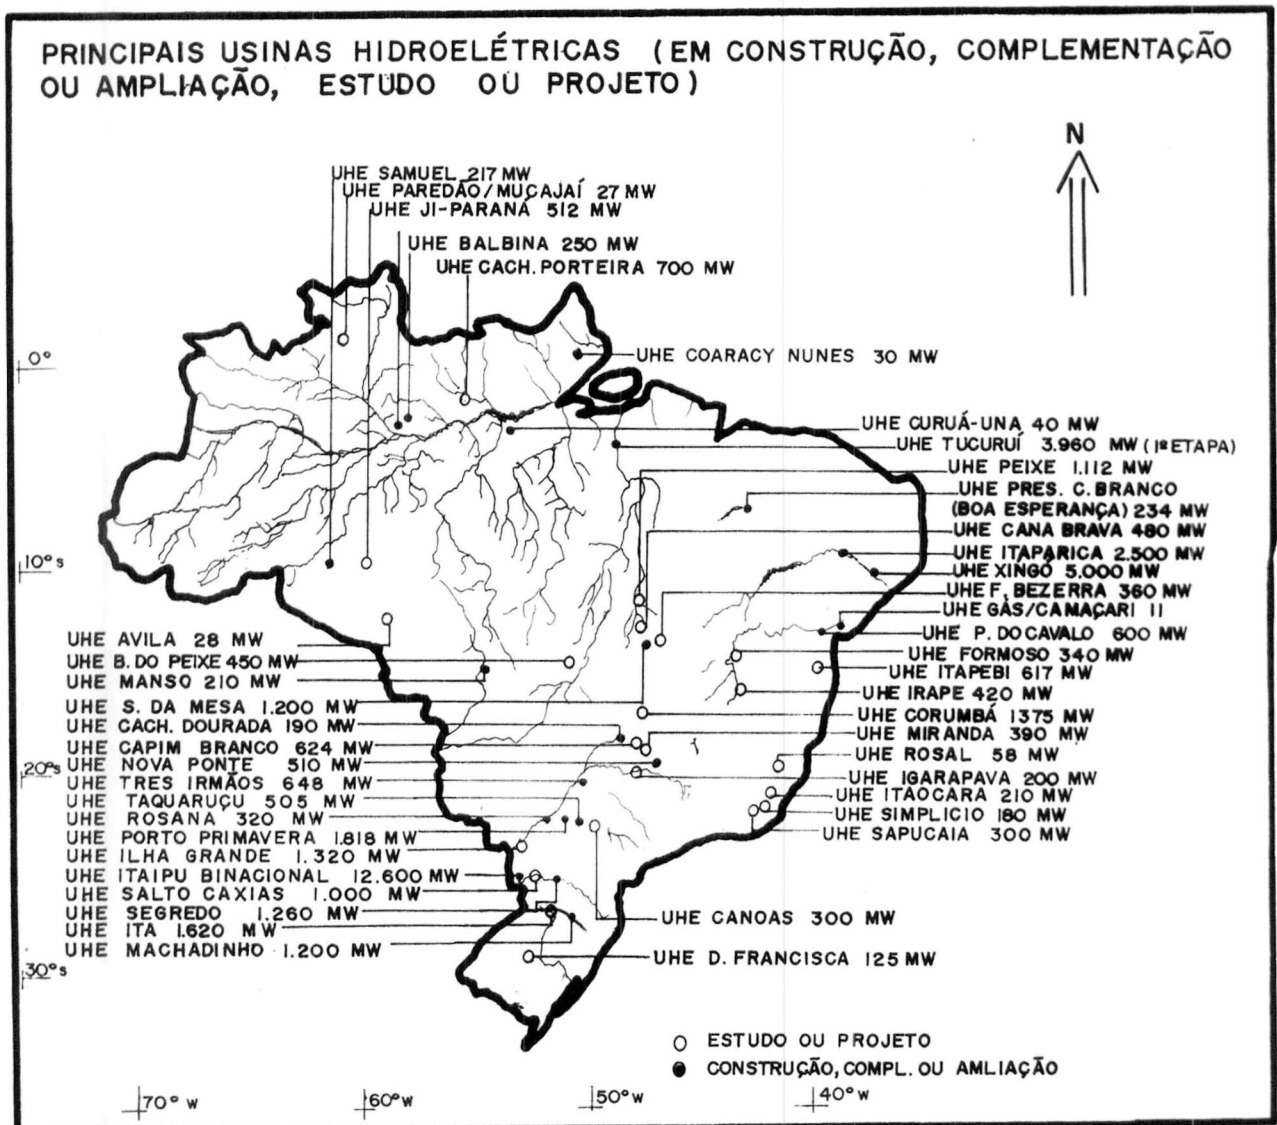 PRINCIPAIS USINAS HIDROELÉTRICAS (EM CONSTRUÇÃO, COMPLEMENTAÇÃO
OU AMPLIAÇÃO, ESTUDO OU PROJETO)
N
UHE SAMUEL 217 MW
UHE PAREDÃO/MUÇAJAÍ 27 MW
UHE JI-PARANÁ 512 MW
UHE BALBINA 250 MW
UHE CACH. PORTEIRA 700 MW
0°
UHE COARACY NUNES 30 MW
UHE CURUÁ-UNA 40 MW
UHE TUCURUÍ 3.960 MW (1ª ETAPA)
UHE PEIXE 1.112 MW
UHE PRES. C. BRANCO
(BOA ESPERANÇA) 234 MW
UHE CANA BRAVA 480 MW
UHE ITAPARICA 2.500 MW
10°s
UHE XINGÓ 5.000 MW
UHE F. BEZERRA 360 MW
UHE GÁS/CAMAÇARI II
UHE P. DO CAVALO 600 MW
UHE FORMOSO 340 MW
UHE ITAPEBI 617 MW
UHE IRAPE 420 MW
UHE CORUMBÁ 1375 MW
UHE MIRANDA 390 MW
UHE ROSAL 58 MW
UHE IGARAPAVA 200 MW
UHE ITAOCARA 210 MW
UHE SIMPLICIO 180 MW
UHE SAPUCAIA 300 MW
UHE AVILA 28 MW
UHE B. DO PEIXE 450 MW
UHE MANSO 210 MW
UHE S. DA MESA 1.200 MW
UHE CACH. DOURADA 190 MW
UHE CAPIM BRANCO 624 MW
UHE NOVA PONTE 510 MW
20°s
UHE TRES IRMÃOS 648 MW
UHE TAQUARUÇU 505 MW
UHE ROSANA 320 MW
UHE PORTO PRIMAVERA 1.818 MW
UHE ILHA GRANDE 1.320 MW
UHE ITAIPU BINACIONAL 12.600 MW
UHE SALTO CAXIAS 1.000 MW
UHE SEGREDO 1.260 MW
UHE ITA 1.620 MW
UHE MACHADINHO 1.200 MW
UHE CANOAS 300 MW
UHE D. FRANCISCA 125 MW
30°s
ESTUDO OU PROJETO
CONSTRUÇÃO, COMPL. OU AMLIAÇÃO
70° W
60° W
50° W
40° W